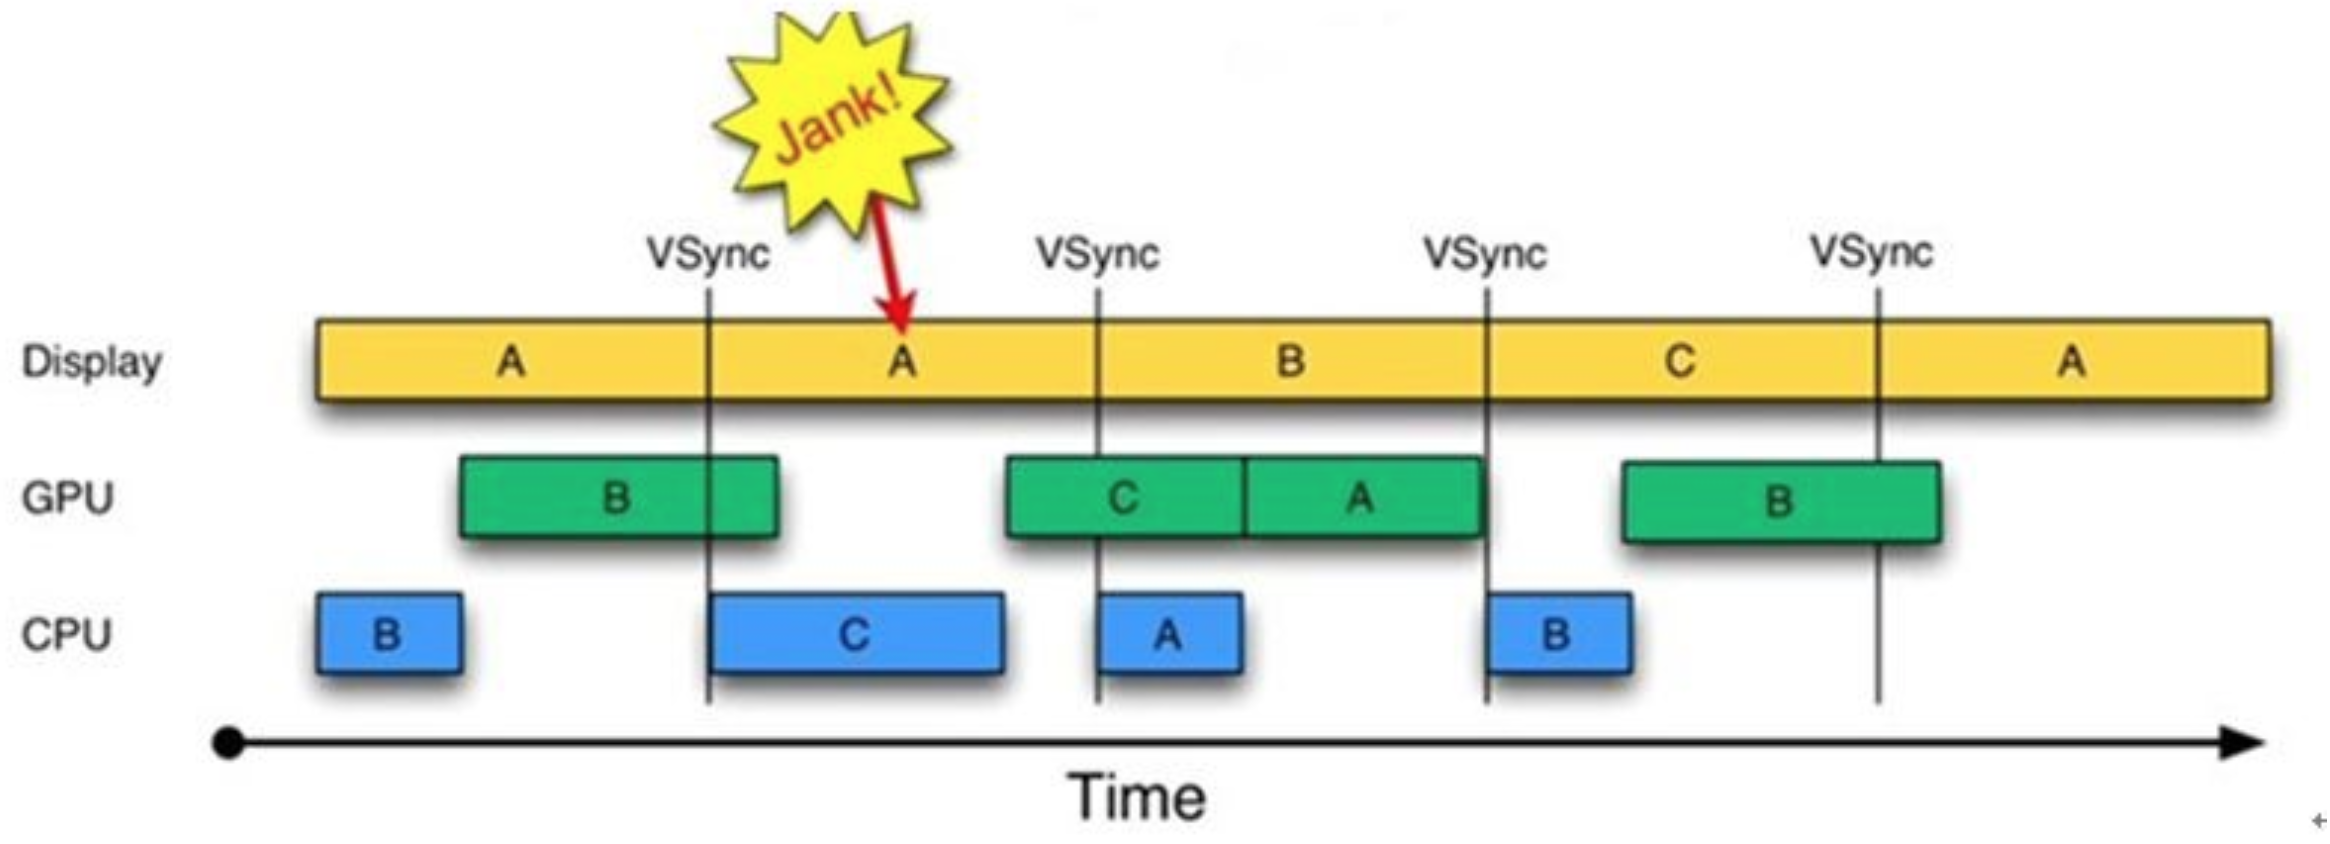 Jank!
VSync VSync VSync VSync
Display A A B C A
GPU B C A B
CPU B C A B
Time